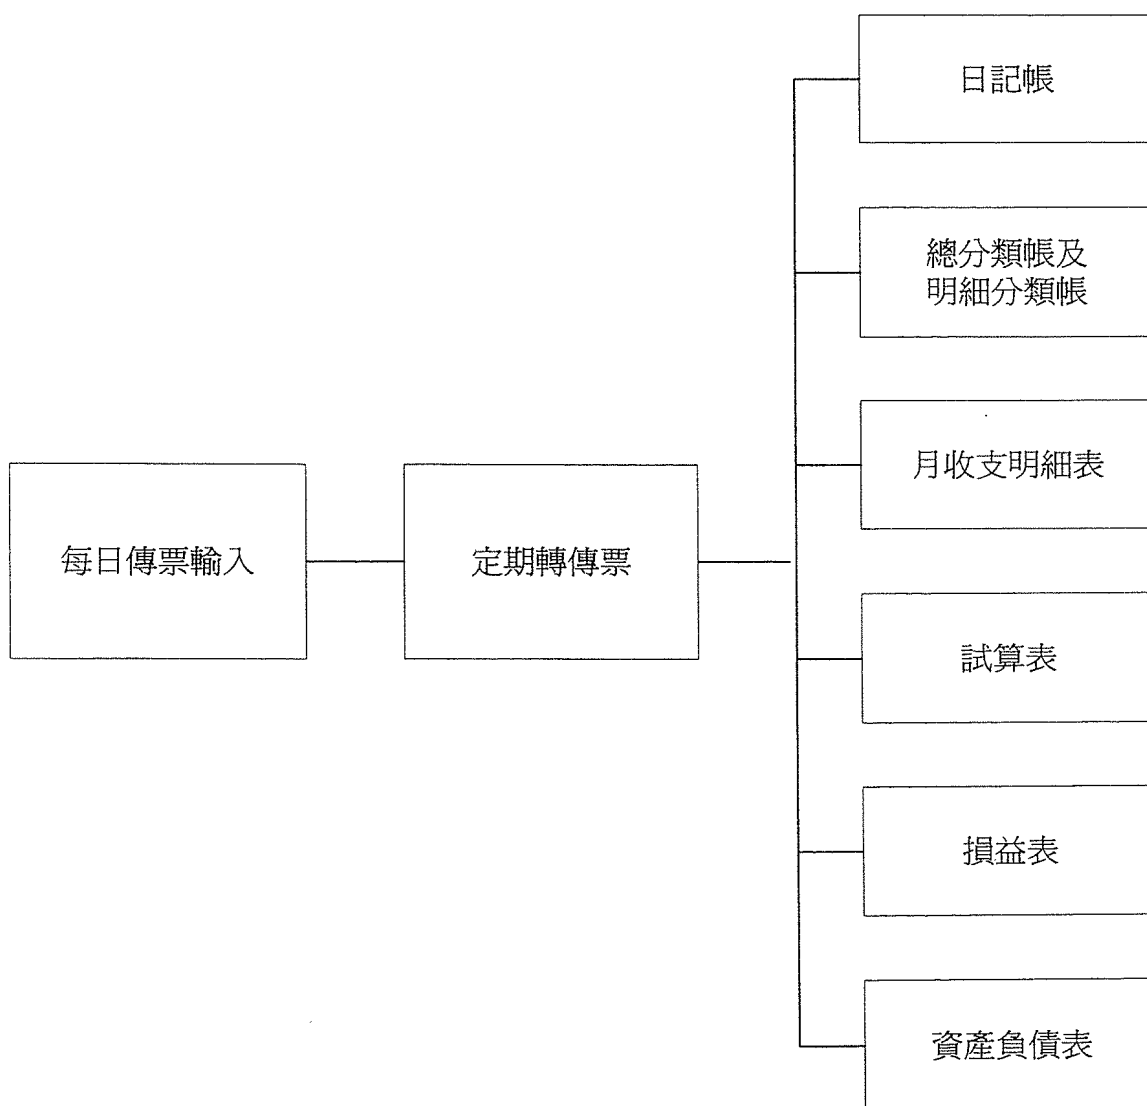 每日傳票輸入
定期轉傳票
日記帳
總分類帳及
明細分類帳
月收支明細表
試算表
損益表
資產負債表